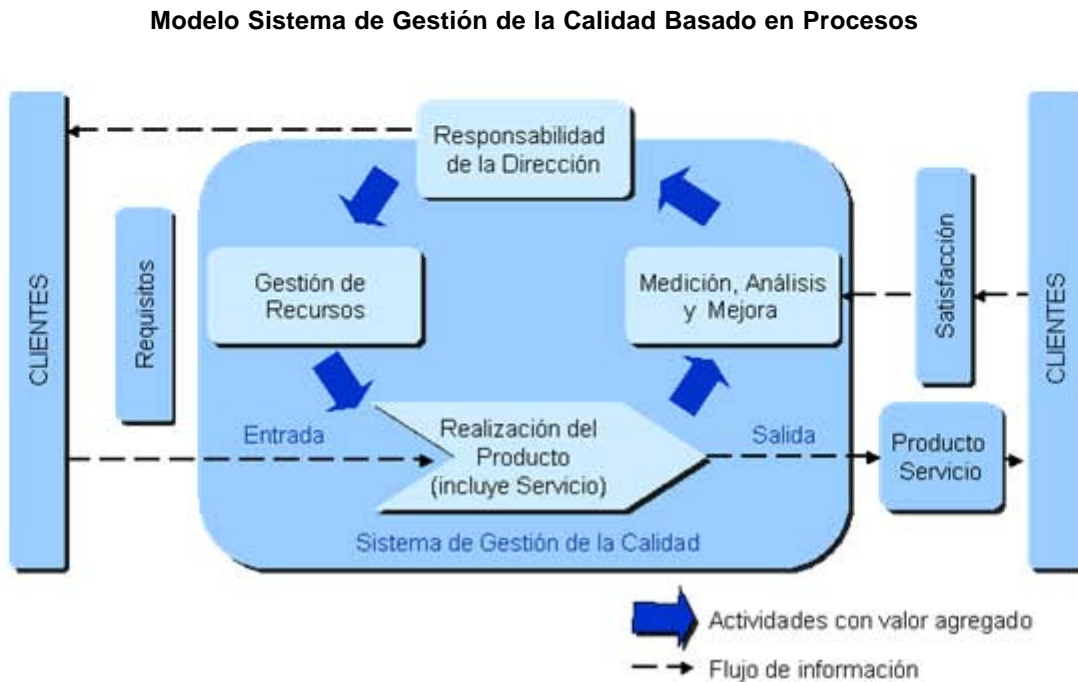 Modelo Sistema de Gestión de la Calidad Basado en Procesos
Responsabilidad
de la Dirección
CLIENTES
Requisitos
Gestión de
Recursos
Medición, Análisis
y Mejora
Satisfacción
CLIENTES
Entrada
Realización del
Producto
(incluye Servicio)
Salida
Producto
Servicio
Sistema de Gestión de la Calidad
Actividades con valor agregado
Flujo de información